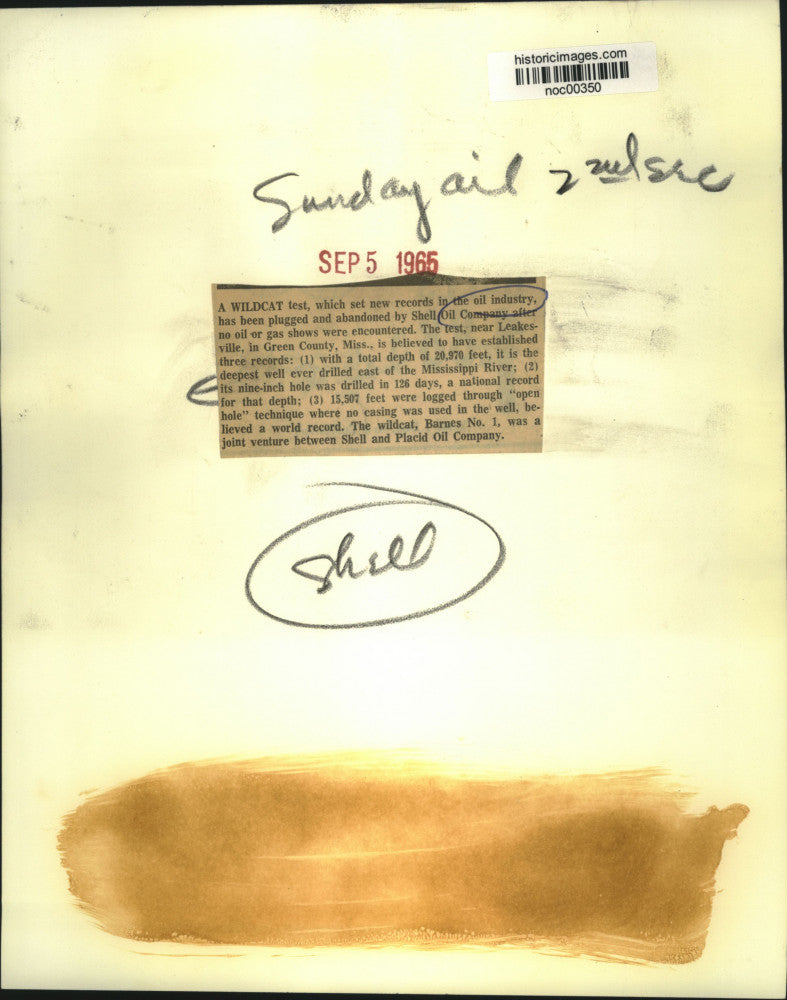 historicimages.com
noc00350
Sunday oil 2nd sec
SEP 5 1965
A WILDCAT test, which set new records in the oil industry,
has been plugged and abandoned by Shell Oil Company after
no oil or gas shows were encountered. The test, near Leakes-
ville, in Green County, Miss., is believed to have established
three records: (1) with a total depth of 20,970 feet, it is the
deepest well ever drilled east of the Mississippi River; (2)
its nine-inch hole was drilled in 126 days, a national record
for that depth; (3) 15,507 feet were logged through "open
hole" technique where no casing was used in the well, be-
lieved a world record. The wildcat, Barnes No. 1, was a
joint venture between Shell and Placid Oil Company.
Shell